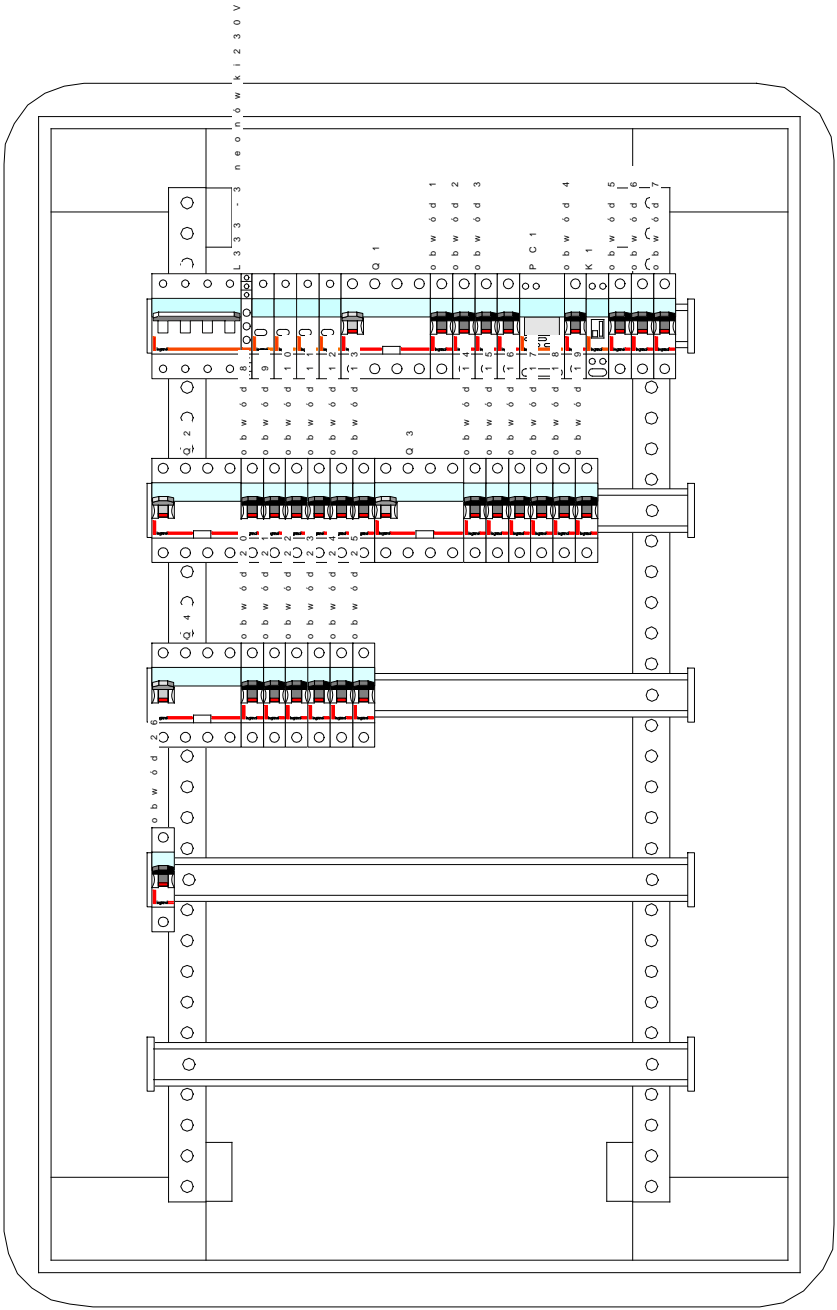 L333 - 3 neonówki 230V
Q1
obwód 1
obwód 2
obwód 3
PC1
obwód 4
K1
obwód 5
obwód 6
obwód 7
Q2
obwód 8
obwód 9
obwód 10
obwód 11
obwód 12
obwód 13
Q3
obwód 14
obwód 15
obwód 16
obwód 17
obwód 18
obwód 19
Q4
obwód 20
obwód 21
obwód 22
obwód 23
obwód 24
obwód 25
obwód 26